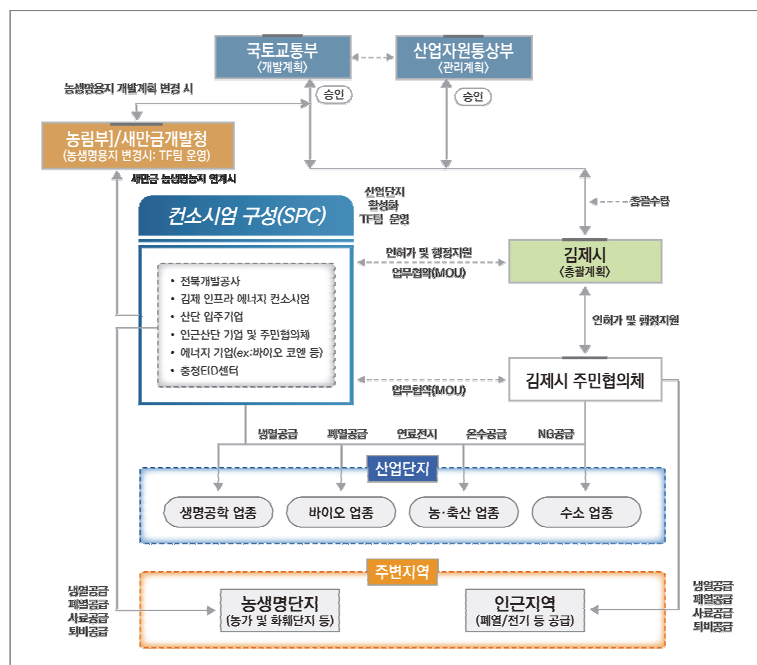 국토교통부
<개발계획>
산업자원통상부
<관리계획>
농생명용지 개발계획 변경 시
승인
승인
농림부]/새만금개발청
(농생명용지 변경시: TF팀 운영)
새만금 농생명농지 연계시
산업단지
활성화
TF팀 운영
총괄수립
컨소시엄 구성(SPC)
인허가 및 행정지원
업무협약(MOU)
김제시
<총괄계획>
• 전북개발공사
• 김제 인프라 에너지 컨소시엄
• 산단 입주기업
• 인근산단 기업 및 주민협의체
• 에너지 기업(ex:바이오 코엔 등)
• 충청EID센터
인허가 및 행정지원
업무협약(MOU)
김제시 주민협의체
냉열공급
폐열공급
연료전시
온수공급
NG공급
산업단지
생명공학 업종
바이오 업종
농·축산 업종
수소 업종
주변지역
냉열공급
폐열공급
사료공급
퇴비공급
농생명단지
(농가 및 화훼단지 등)
인근지역
(폐열/전기 등 공급)
냉열공급
폐열공급
사료공급
퇴비공급